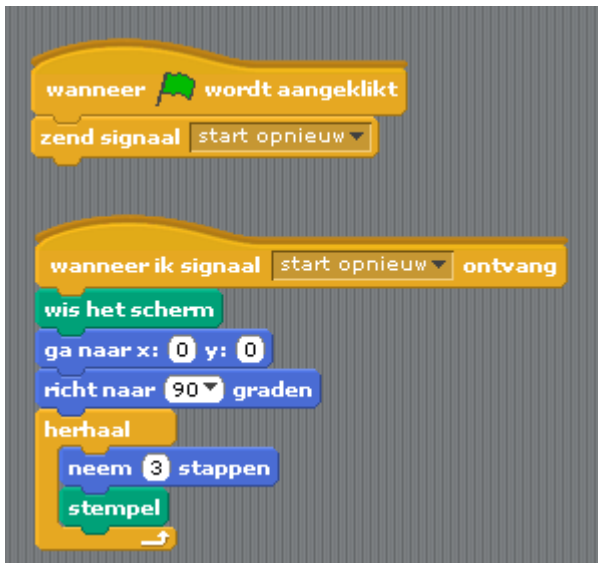 wanneer wordt aangeklikt
zend signaal start opnieuw
wanneer ik signaal start opnieuw ontvang
wis het scherm
ga naar x: 0 y: 0
richt naar 90 graden
herhaal
neem 3 stappen
stempel